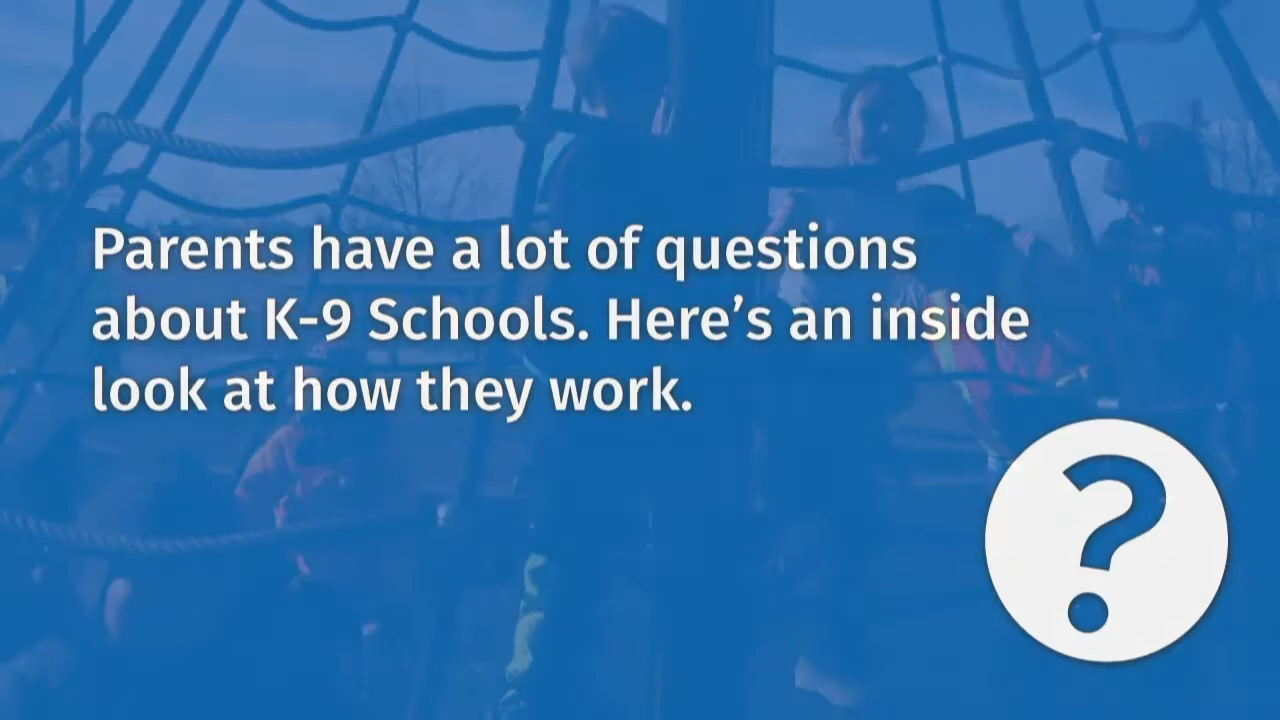 Parents have a lot of questions
about K-9 Schools. Here’s an inside
look at how they work.
?